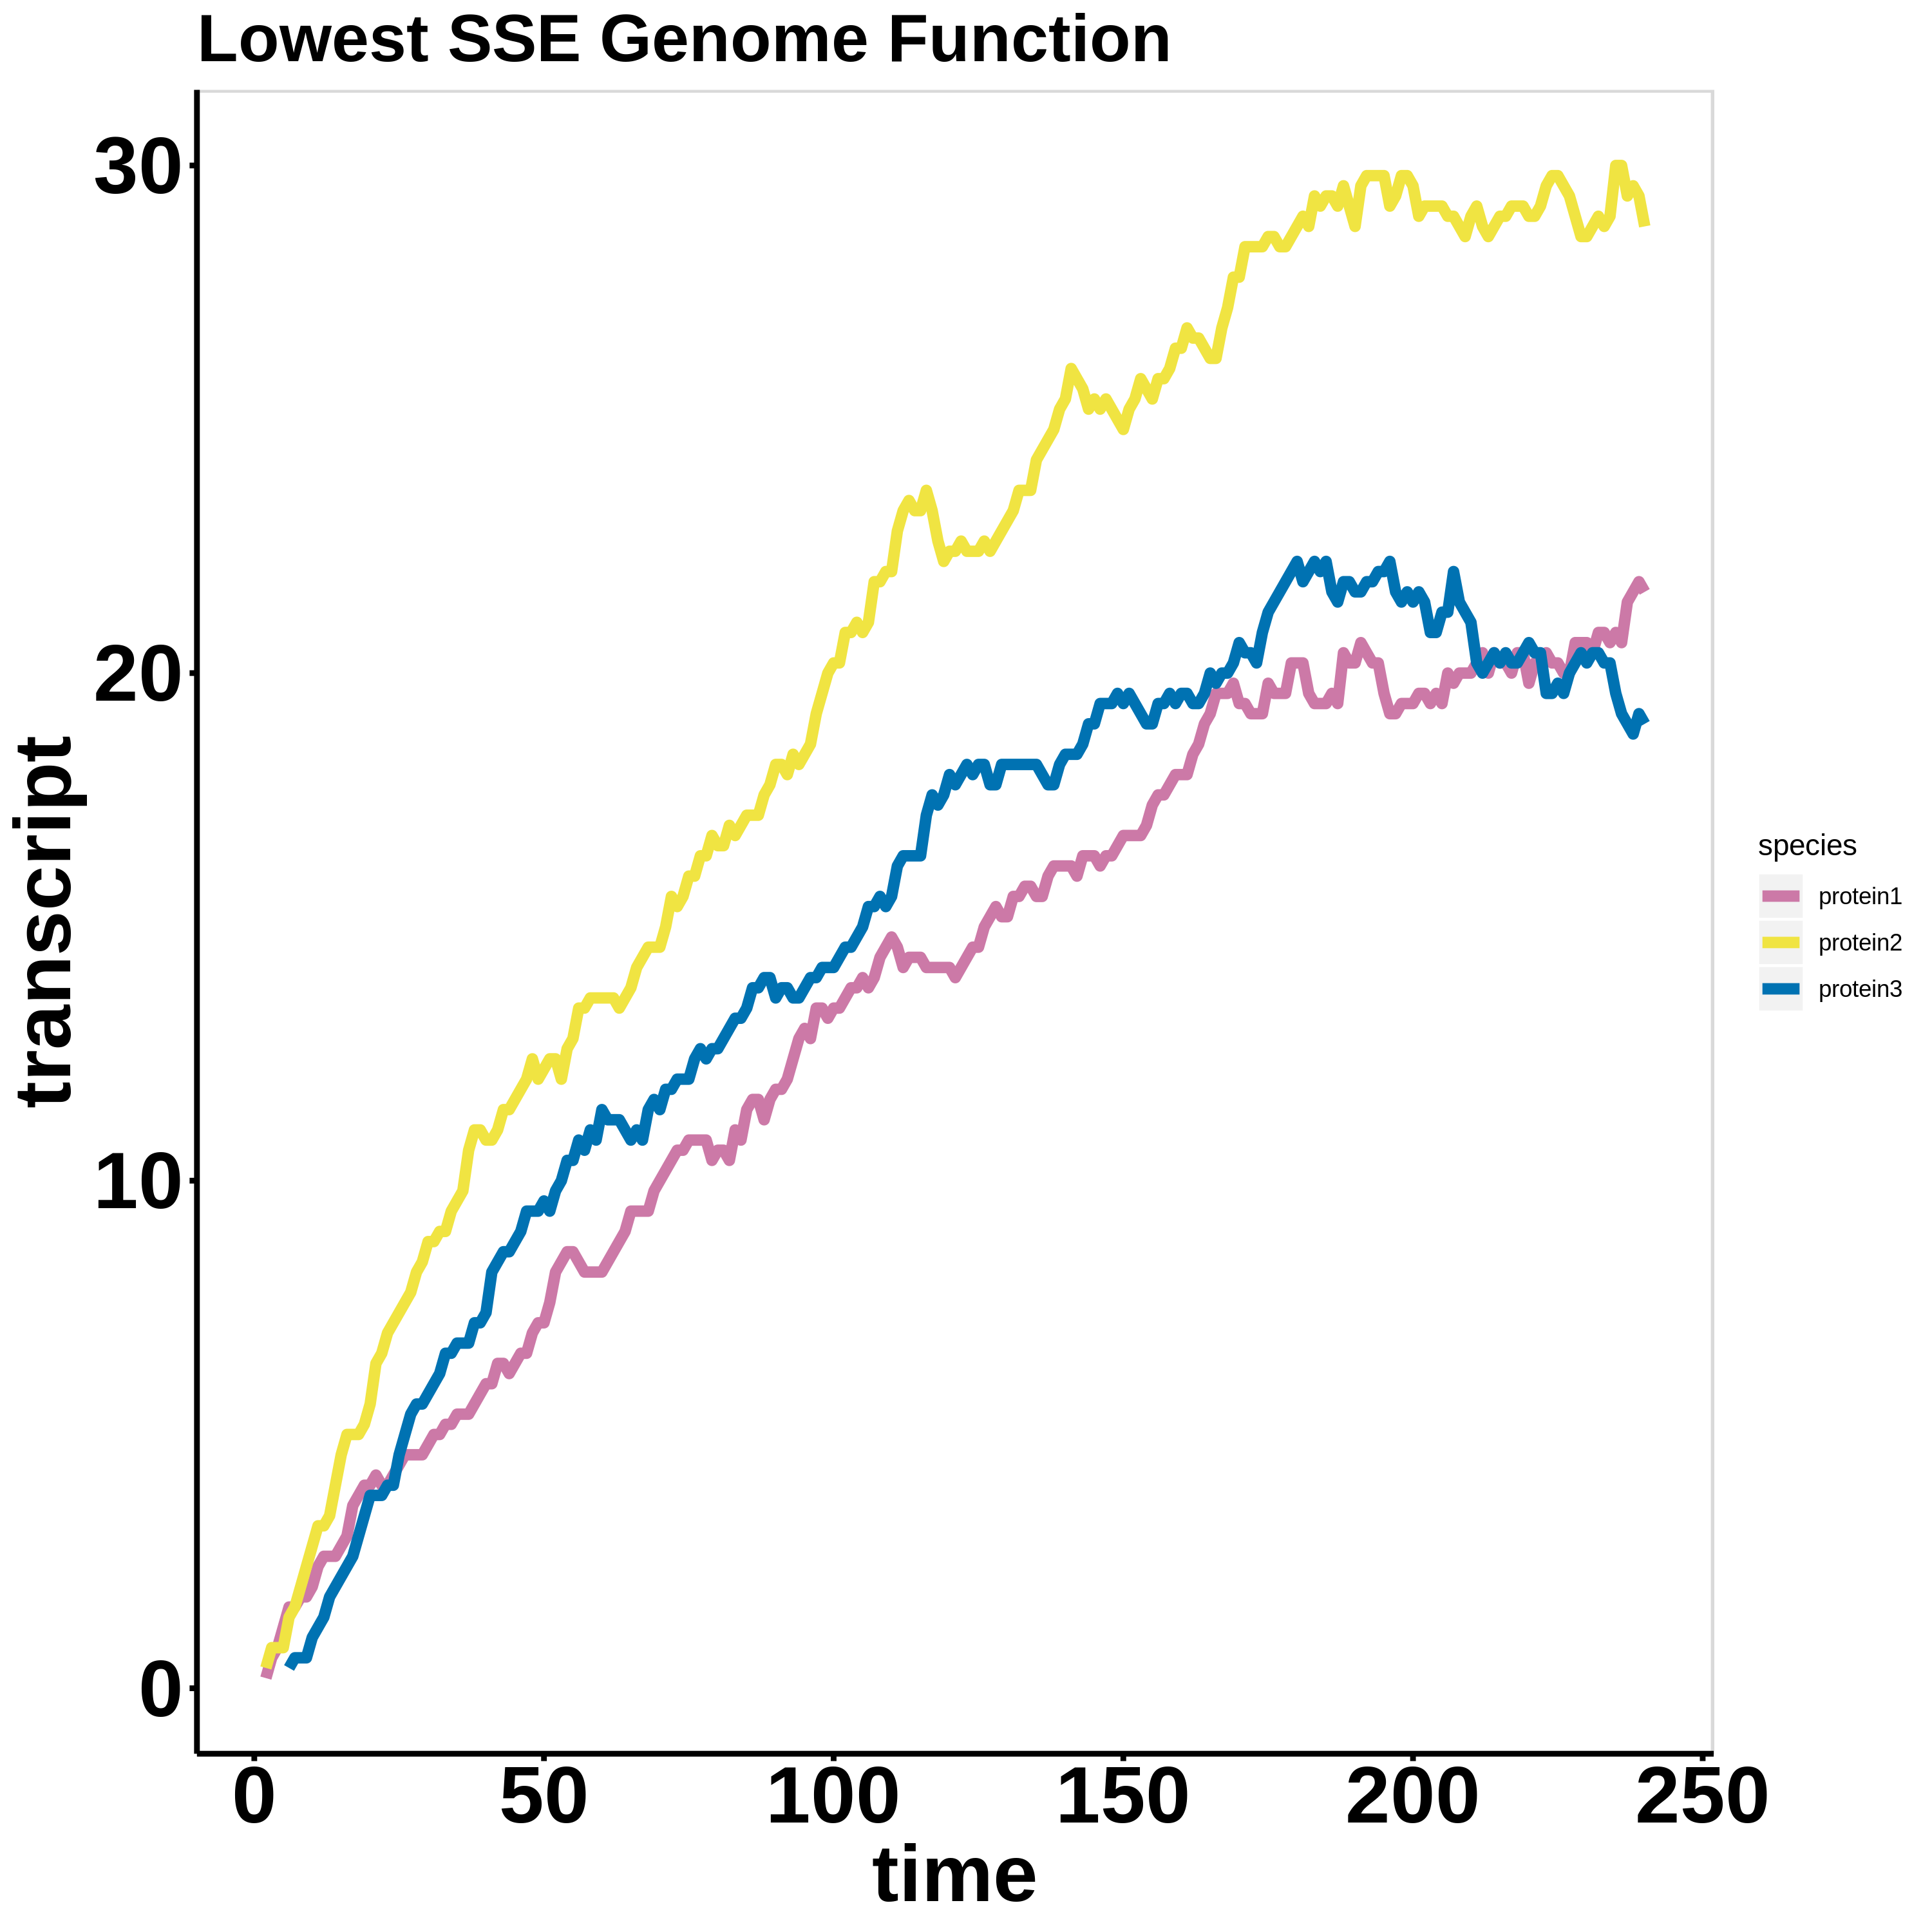 Lowest SSE Genome Function
30
20
10
0
transcript
0 50 100 150 200 250
time
species
protein1
protein2
protein3